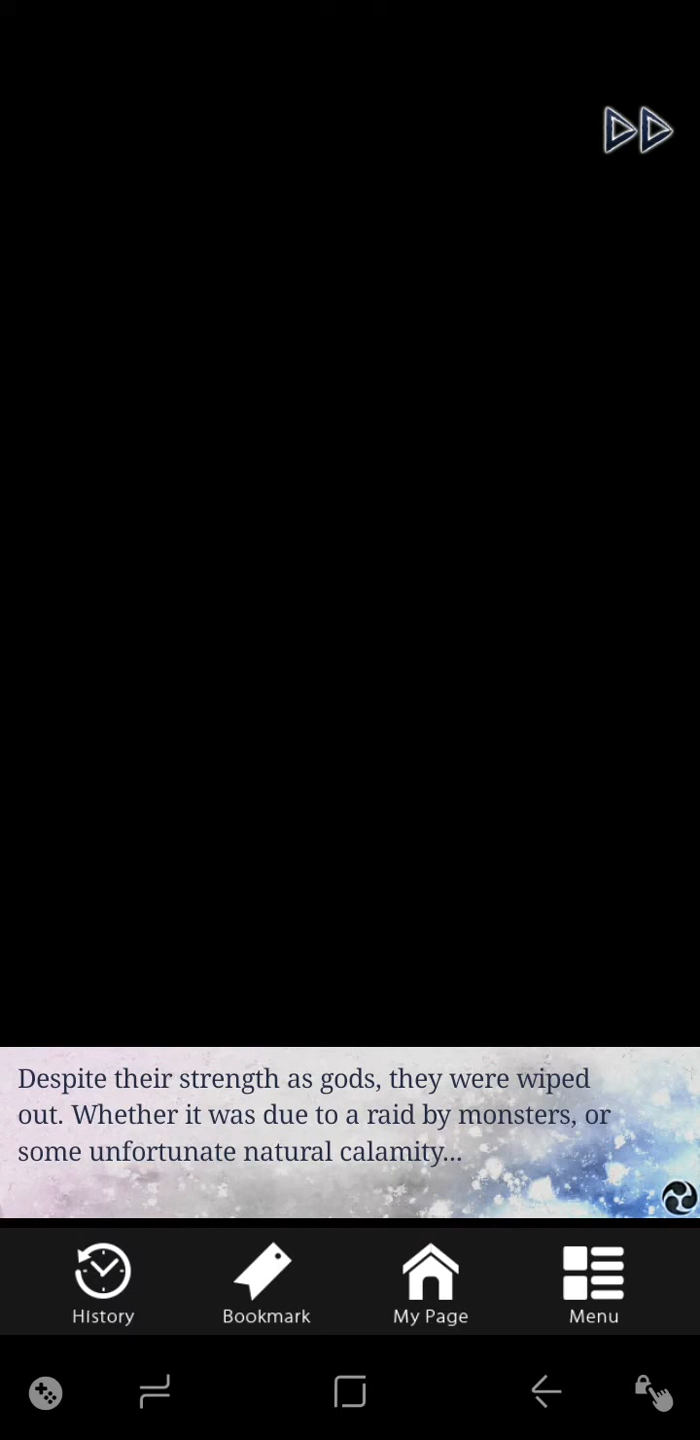 Despite their strength as gods, they were wiped
out. Whether it was due to a raid by monsters, or
some unfortunate natural calamity...
History
Bookmark
My Page
Menu